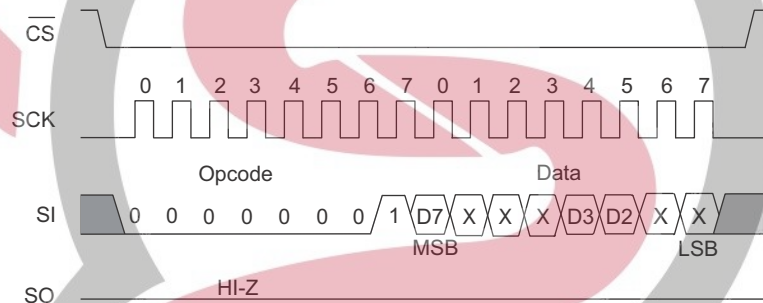 CS
0 1 2 3 4 5 6 7 0 1 2 3 4 5 6 7
SCK
Opcode Data
SI 0 0 0 0 0 0 0 1 D7 X X X D3 D2 X X
MSB LSB
HI-Z
SO